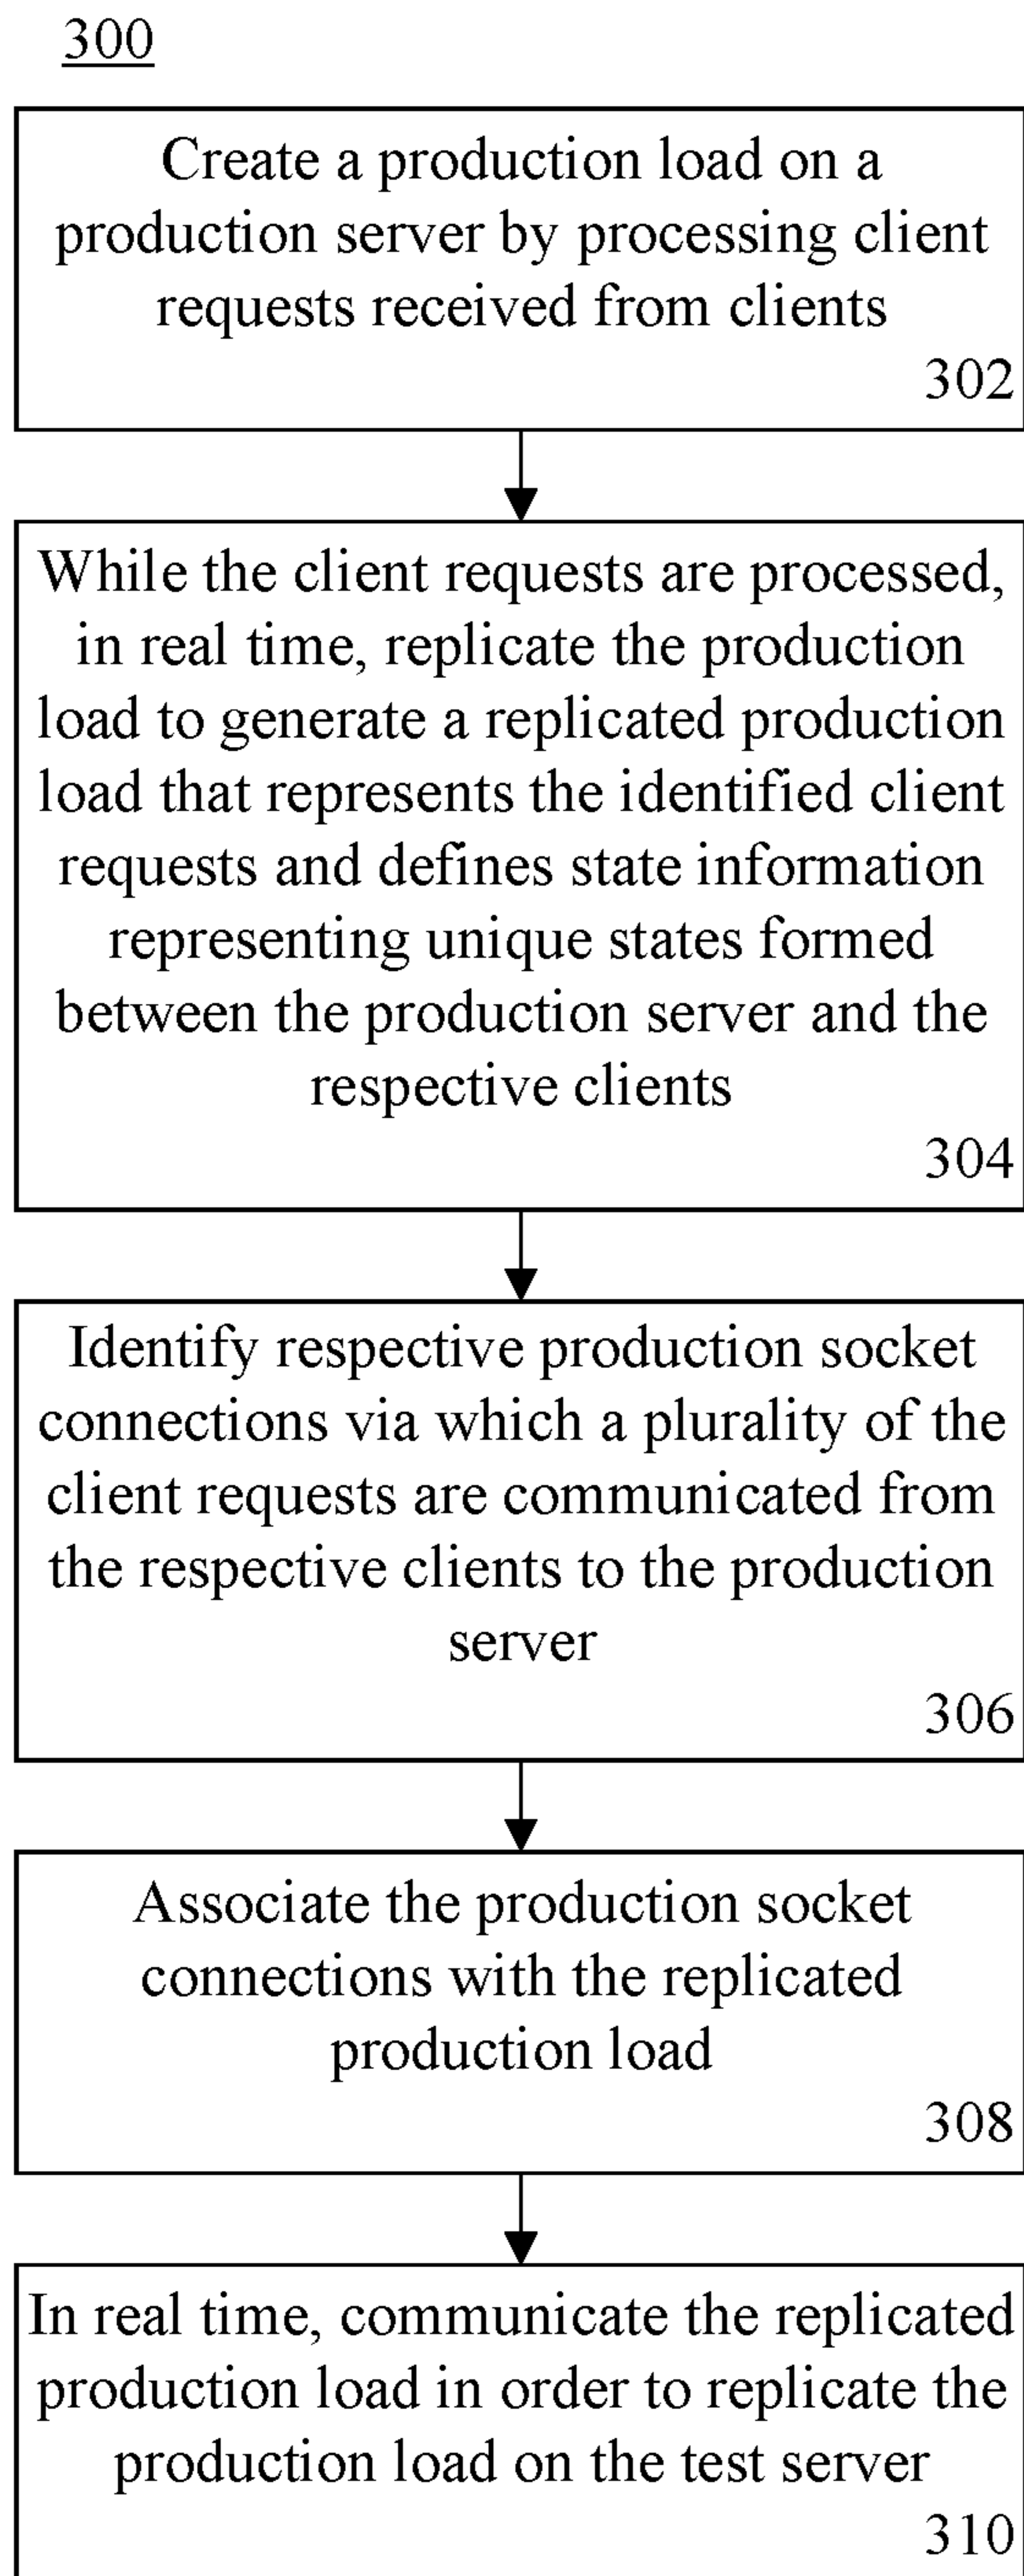 300
Create a production load on a
production server by processing client
requests received from clients
302
While the client requests are processed,
in real time, replicate the production
load to generate a replicated production
load that represents the identified client
requests and defines state information
representing unique states formed
between the production server and the
respective clients
304
Identify respective production socket
connections via which a plurality of the
client requests are communicated from
the respective clients to the production
server
306
Associate the production socket
connections with the replicated
production load
308
In real time, communicate the replicated
production load in order to replicate the
production load on the test server
310